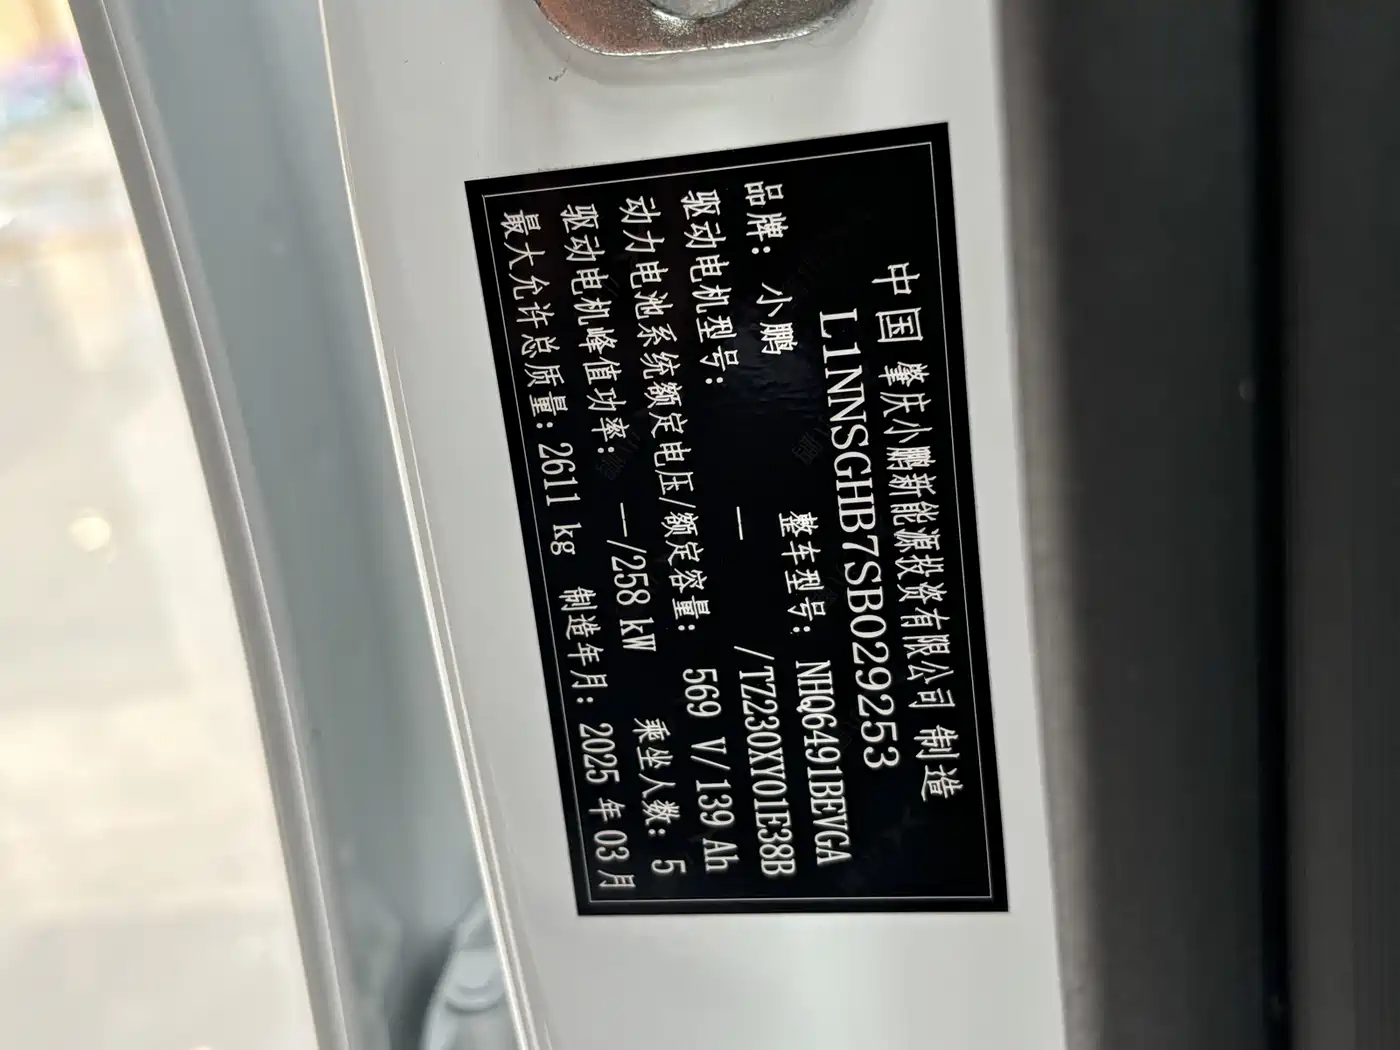 中国 肇庆小鹏新能源投资有限公司 制造
L1NNSGHB7SB029253
品牌: 小鹏 整车型号: NHQ6491BEVGA
驱动电机型号: — /TZ230XY01E38B
动力电池系统额定电压/额定容量: 569 V/139 Ah
驱动电机峰值功率: —/258 kW 乘坐人数: 5
最大允许总质量: 2611 kg 制造年月: 2025 年 03 月